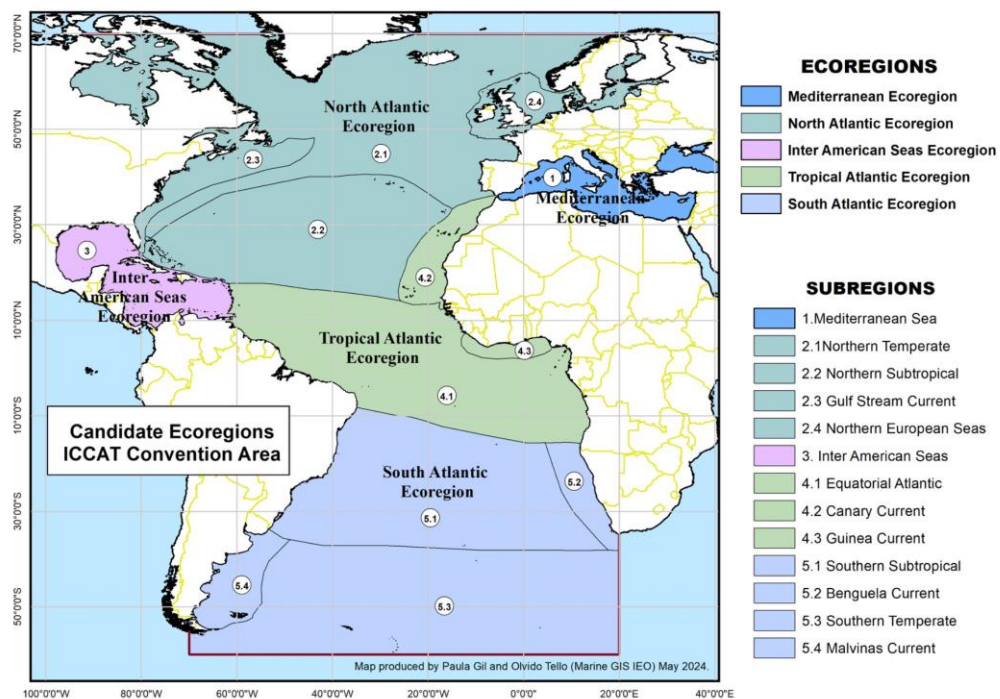 70°0'0"N
50°0'0"N
30°0'0"N
10°0'0"N
10°0'0"S
30°0'0"S
50°0'0"S
North Atlantic
Ecoregion
2.4
2.3
2.1
1
Mediterranean
Ecoregion
2.2
3
4.2
Inter
American Seas
Ecoregion
Tropical Atlantic
Ecoregion
4.3
4.1
Candidate Ecoregions
ICCAT Convention Area
South Atlantic
Ecoregion
5.2
5.1
5.4
5.3
Map produced by Paula Gil and Olvido Tello (Marine GIS IEO) May 2024.
100°0'0"W
80°0'0"W
60°0'0"W
40°0'0"W
20°0'0"W
0°0'0"
20°0'0"E
40°0'0"E
ECOREGIONS
Mediterranean Ecoregion
North Atlantic Ecoregion
Inter American Seas Ecoregion
Tropical Atlantic Ecoregion
South Atlantic Ecoregion
SUBREGIONS
1.Mediterranean Sea
2.1Northern Temperate
2.2 Northern Subtropical
2.3 Gulf Stream Current
2.4 Northern European Seas
3. Inter American Seas
4.1 Equatorial Atlantic
4.2 Canary Current
4.3 Guinea Current
5.1 Southern Subtropical
5.2 Benguela Current
5.3 Southern Temperate
5.4 Malvinas Current